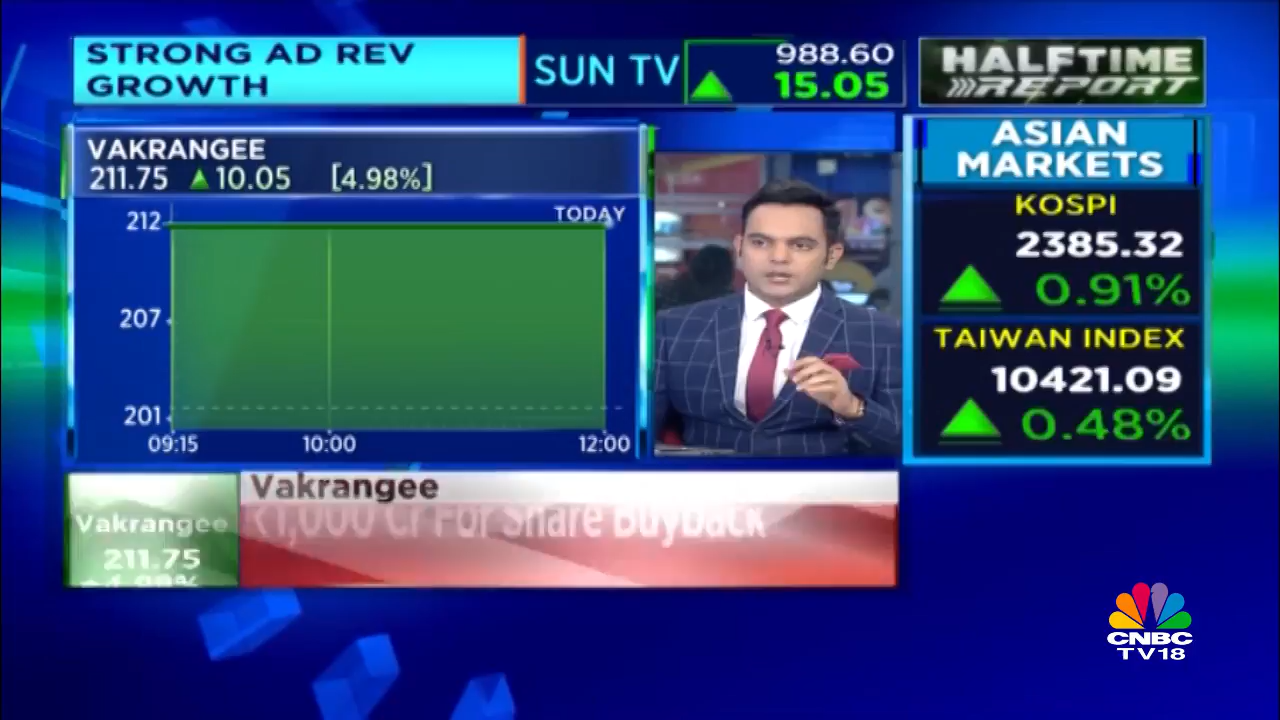 STRONG AD REV
GROWTH
SUN TV
988.60
15.05
HALFTIME
REPORT
VAKRANGEE
211.75 10.05 [4.98%]
TODAY
212
207
201
09:15 10:00 12:00
ASIAN
MARKETS
KOSPI
2385.32
0.91%
TAIWAN INDEX
10421.09
0.48%
Vakrangee
₹1,000 Cr For Share Buyback
Vakrangee
211.75
CNBC
TV18